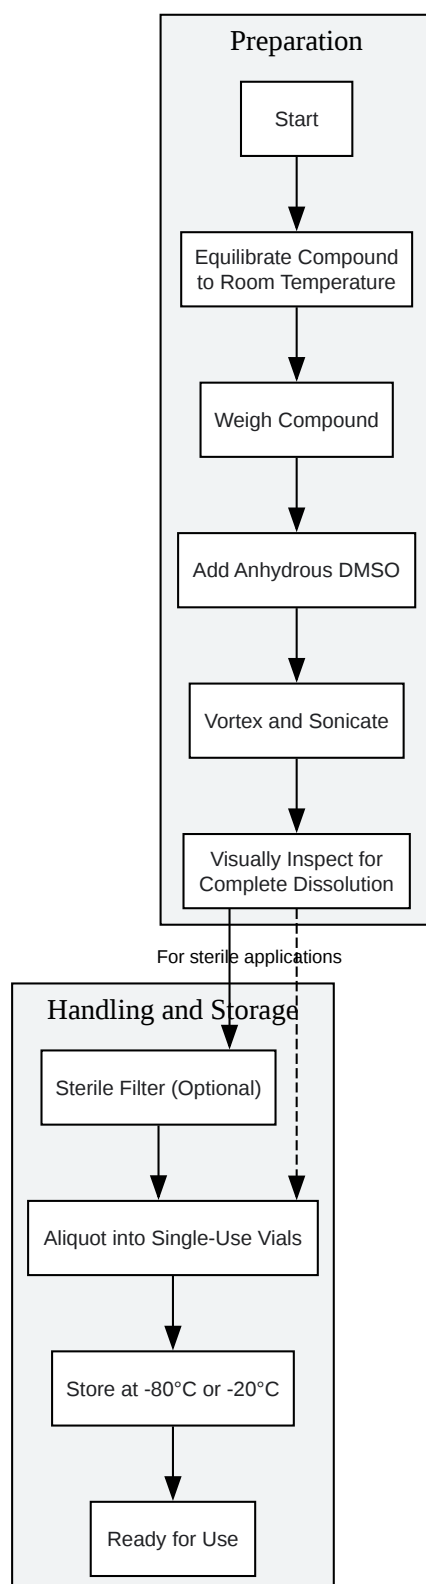 Preparation
Start
Equilibrate Compound
to Room Temperature
Weigh Compound
Add Anhydrous DMSO
Vortex and Sonicate
Visually Inspect for
Complete Dissolution
For sterile applications
Handling and Storage
Sterile Filter (Optional)
Aliquot into Single-Use Vials
Store at -80°C or -20°C
Ready for Use